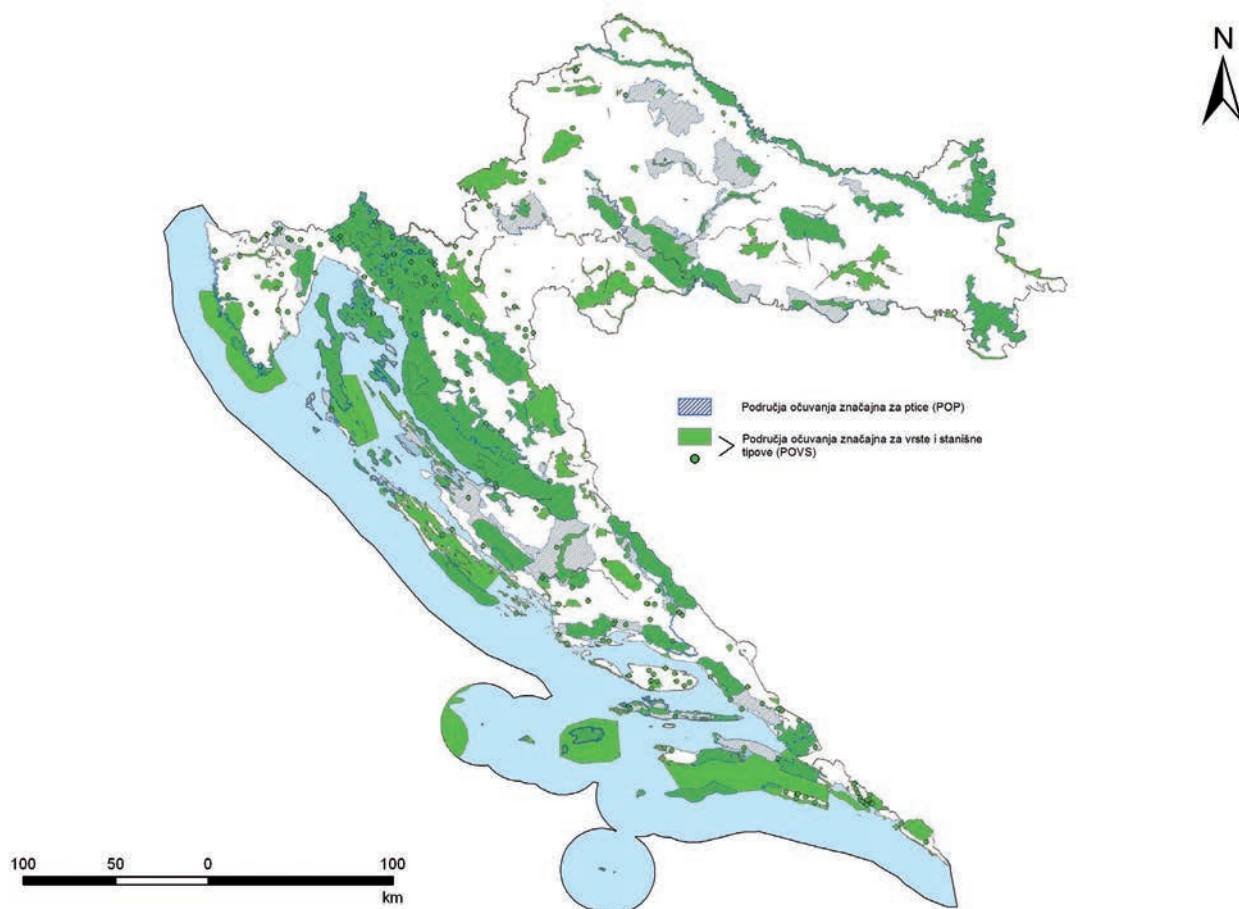 N
Područja očuvanja značajna za ptice (POP)
Područja očuvanja značajna za vrste i stanišne
tipove (POVS)
100 50 0 100
km